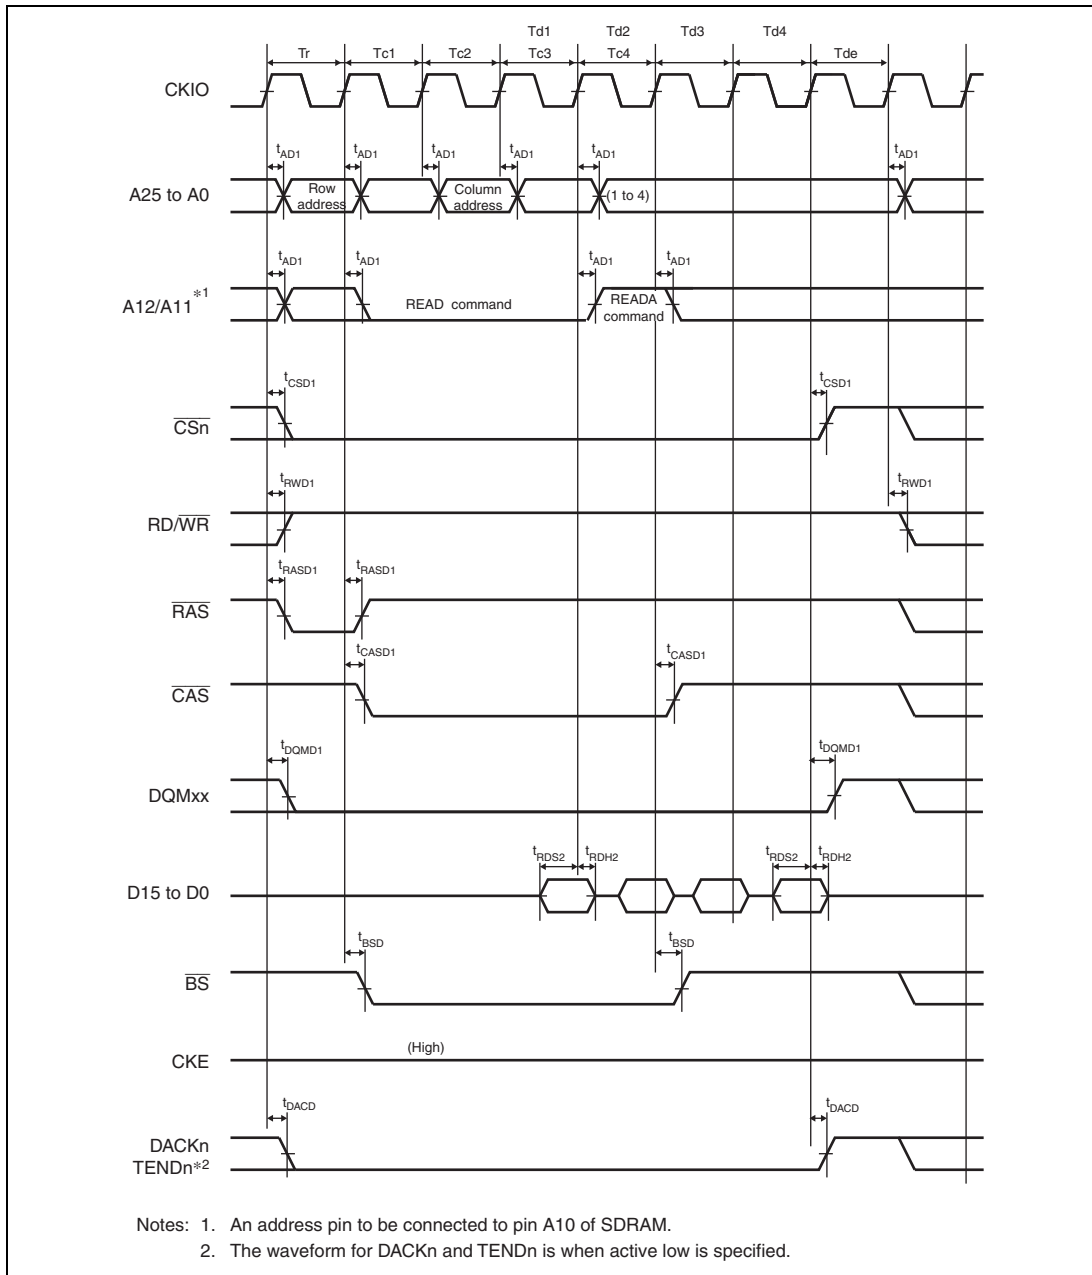 Td1 Td2 Td3 Td4
Tr Tc1 Tc2 Tc3 Tc4 Tde
CKIO
tAD1 tAD1 tAD1 tAD1 tAD1 tAD1
A25 to A0
Row address
Column address
(1 to 4)
tAD1 tAD1 tAD1 tAD1
A12/A11*1
READ command
READA command
tCSD1 tCSD1
CSn
tRWD1 tRWD1
RD/WR
tRASD1 tRASD1
RAS
tCASD1 tCASD1
CAS
tDQMD1 tDQMD1
DQMxx
tRDS2 tRDH2 tRDS2 tRDH2
D15 to D0
tBSD tBSD
BS
(High)
CKE
tDACD tDACD
DACKn
TENDn*2
Notes: 1. An address pin to be connected to pin A10 of SDRAM.
2. The waveform for DACKn and TENDn is when active low is specified.